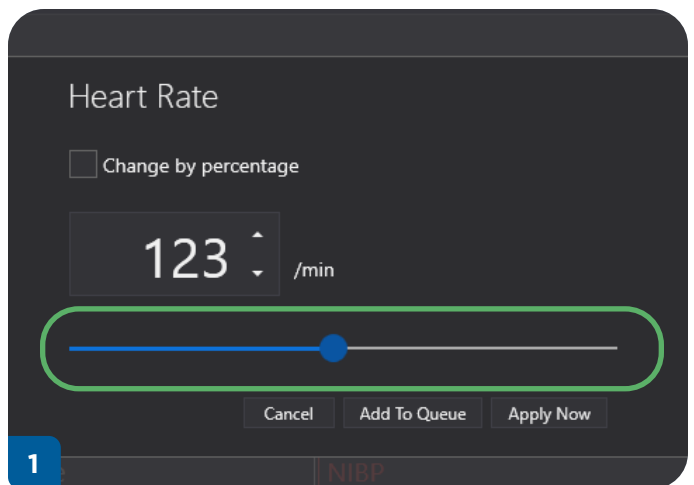 Heart Rate
Change by percentage
123 /min
Cancel Add To Queue Apply Now
1
NIBP